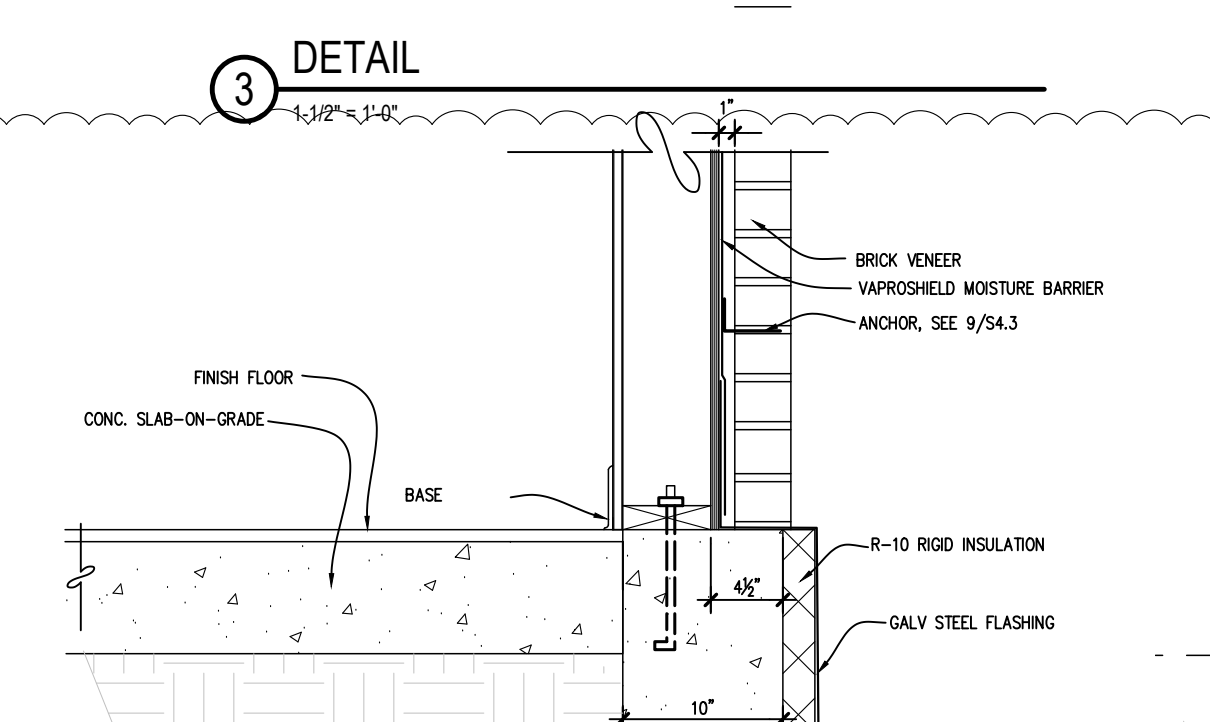 3
DETAIL
1-1/2" = 1'-0"
1"
BRICK VENEER
VAPROSHIELD MOISTURE BARRIER
ANCHOR, SEE 9/S4.3
FINISH FLOOR
CONC. SLAB-ON-GRADE
BASE
R-10 RIGID INSULATION
4½"
GALV STEEL FLASHING
10"